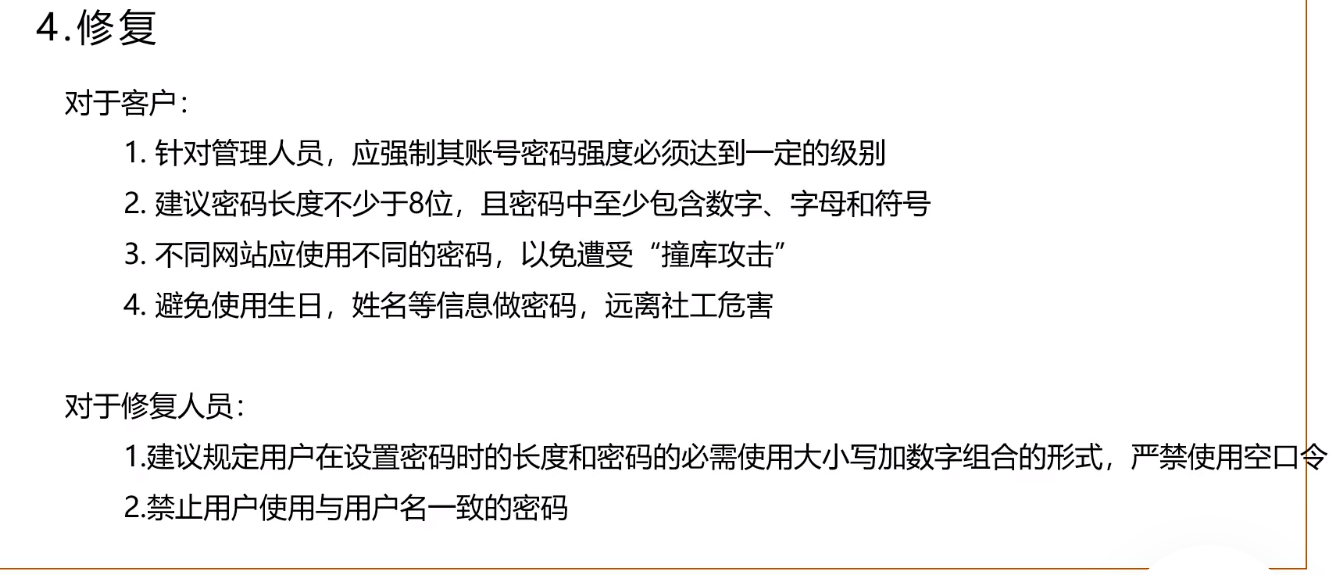 4.修复
对于客户：
1. 针对管理人员，应强制其账号密码强度必须达到一定的级别
2. 建议密码长度不少于8位，且密码中至少包含数字、字母和符号
3. 不同网站应使用不同的密码，以免遭受“撞库攻击”
4. 避免使用生日，姓名等信息做密码，远离社工危害
对于修复人员：
1.建议规定用户在设置密码时的长度和密码的必需使用大小写加数字组合的形式，严禁使用空口令
2.禁止用户使用与用户名一致的密码